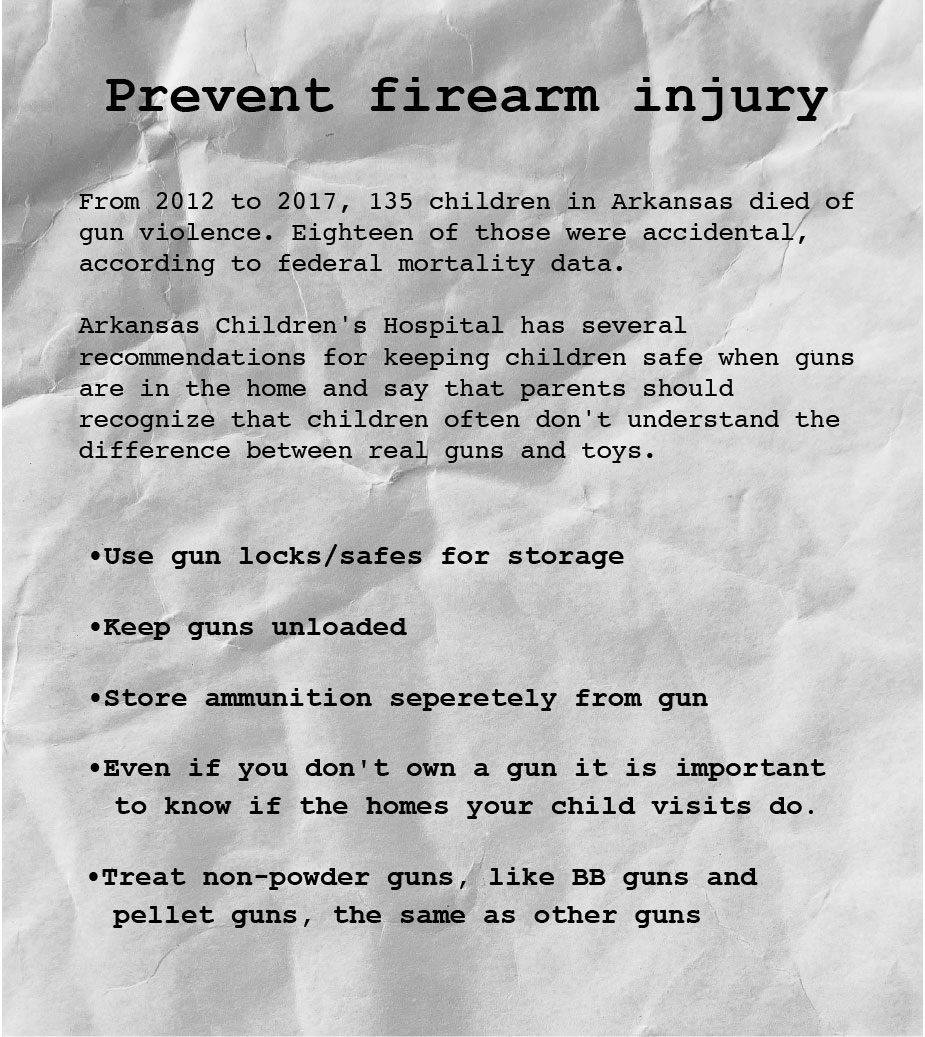 Prevent firearm injury
From 2012 to 2017, 135 children in Arkansas died of
gun violence. Eighteen of those were accidental,
according to federal mortality data.
Arkansas Children's Hospital has several
recommendations for keeping children safe when guns
are in the home and say that parents should
recognize that children often don't understand the
difference between real guns and toys.
•Use gun locks/safes for storage
•Keep guns unloaded
•Store ammunition seperetely from gun
•Even if you don't own a gun it is important
to know if the homes your child visits do.
•Treat non-powder guns, like BB guns and
pellet guns, the same as other guns